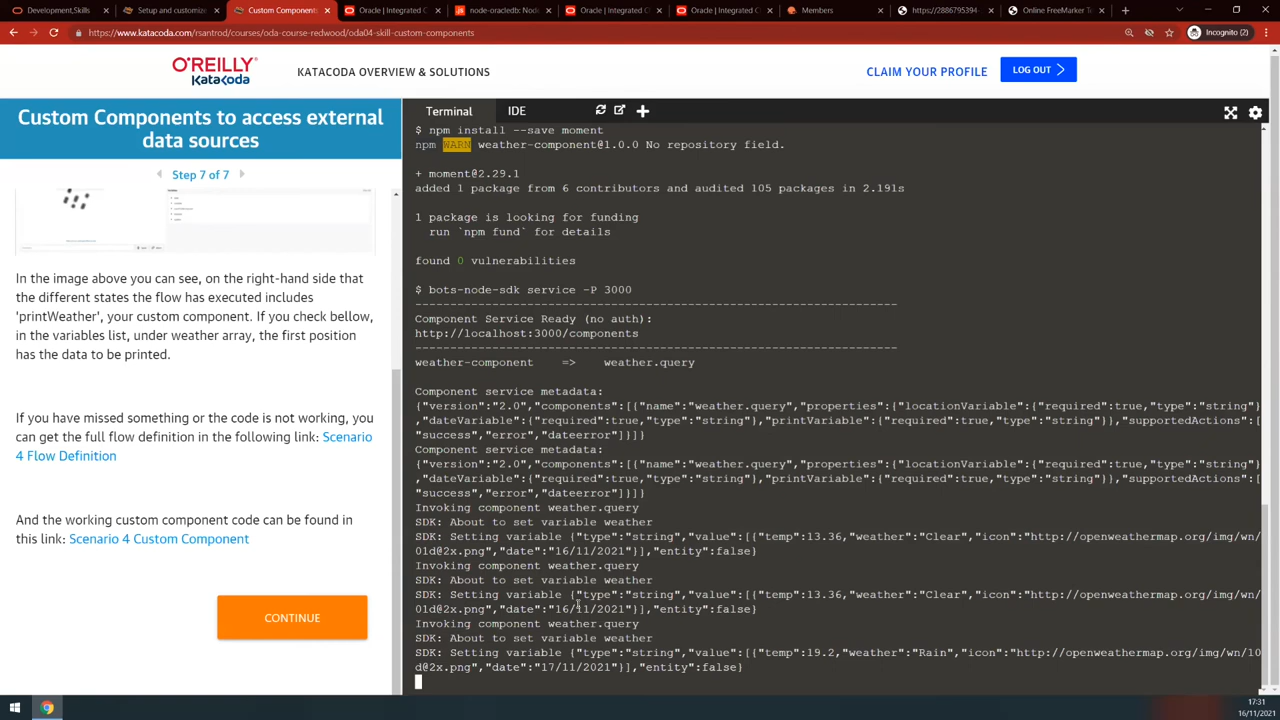 Development,Skills
Setup and customize
Custom Component
Oracle | Integrated C
node-oracledb: Nod
Oracle | Integrated C
Oracle | Integrated C
Members
https://2886795394
Online FreeMarker T
https://www.katacoda.com/rsantrod/courses/oda-course-redwood/oda04-skill-custom-components
Incognito (2)
O'REILLY
Katacoda
KATACODA OVERVIEW & SOLUTIONS
CLAIM YOUR PROFILE
LOG OUT
Custom Components to access external
data sources
Step 7 of 7
In the image above you can see, on the right-hand side that
the different states the flow has executed includes
'printWeather', your custom component. If you check bellow,
in the variables list, under weather array, the first position
has the data to be printed.
If you have missed something or the code is not working, you
can get the full flow definition in the following link: Scenario
4 Flow Definition
And the working custom component code can be found in
this link: Scenario 4 Custom Component
CONTINUE
Terminal
IDE
$ npm install --save moment
npm WARN weather-component@1.0.0 No repository field.
+ moment@2.29.1
added 1 package from 6 contributors and audited 105 packages in 2.191s
1 package is looking for funding
run `npm fund` for details
found 0 vulnerabilities
$ bots-node-sdk service -P 3000
---------------------------------------------------------------------
Component Service Ready (no auth):
http://localhost:3000/components
---------------------------------------------------------------------
weather-component => weather.query
Component service metadata:
{"version":"2.0","components":[{"name":"weather.query","properties":{"locationVariable":{"required":true,"type":"string"}
,"dateVariable":{"required":true,"type":"string"},"printVariable":{"required":true,"type":"string"}},"supportedActions":[
"success","error","dateerror"]}]}
Component service metadata:
{"version":"2.0","components":[{"name":"weather.query","properties":{"locationVariable":{"required":true,"type":"string"}
,"dateVariable":{"required":true,"type":"string"},"printVariable":{"required":true,"type":"string"}},"supportedActions":[
"success","error","dateerror"]}]}
Invoking component weather.query
SDK: About to set variable weather
SDK: Setting variable {"type":"string","value":[{"temp":13.36,"weather":"Clear","icon":"http://openweathermap.org/img/wn/
01d@2x.png","date":"16/11/2021"}],"entity":false}
Invoking component weather.query
SDK: About to set variable weather
SDK: Setting variable {"type":"string","value":[{"temp":13.36,"weather":"Clear","icon":"http://openweathermap.org/img/wn/
01d@2x.png","date":"16/11/2021"}],"entity":false}
Invoking component weather.query
SDK: About to set variable weather
SDK: Setting variable {"type":"string","value":[{"temp":19.2,"weather":"Rain","icon":"http://openweathermap.org/img/wn/10
d@2x.png","date":"17/11/2021"}],"entity":false}
17:31
16/11/2021